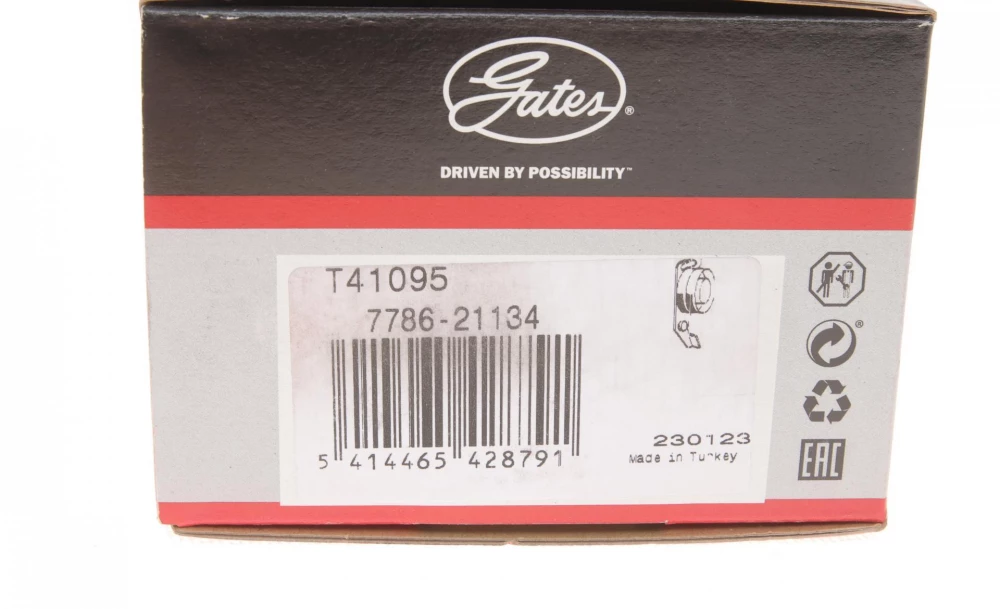 Gates®
DRIVEN BY POSSIBILITY™
T41095
7786-21134
®
5 414465 428791
230123
Made in Turkey
EAC